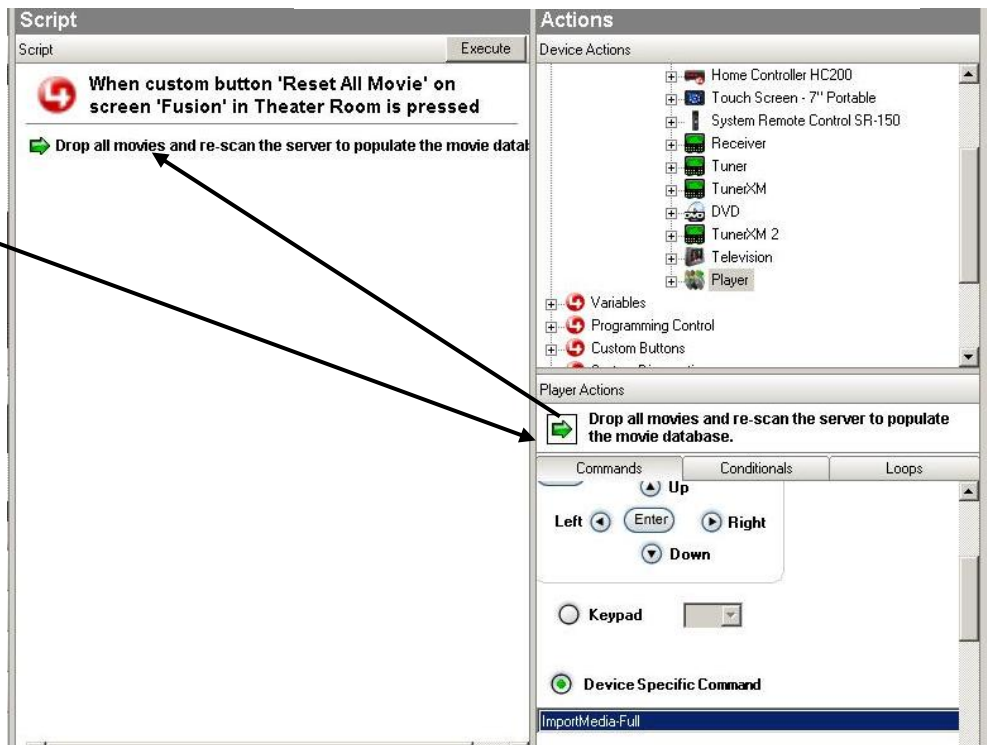 Script
Script
Execute
When custom button 'Reset All Movie' on
screen 'Fusion' in Theater Room is pressed
Drop all movies and re-scan the server to populate the movie datab
Actions
Device Actions
Home Controller HC200
Touch Screen - 7" Portable
System Remote Control SR-150
Receiver
Tuner
TunerXM
DVD
TunerXM 2
Television
Player
Variables
Programming Control
Custom Buttons
Player Actions
Drop all movies and re-scan the server to populate
the movie database.
Commands
Conditionals
Loops
Up
Left
Enter
Right
Down
Keypad
Device Specific Command
ImportMedia-Full